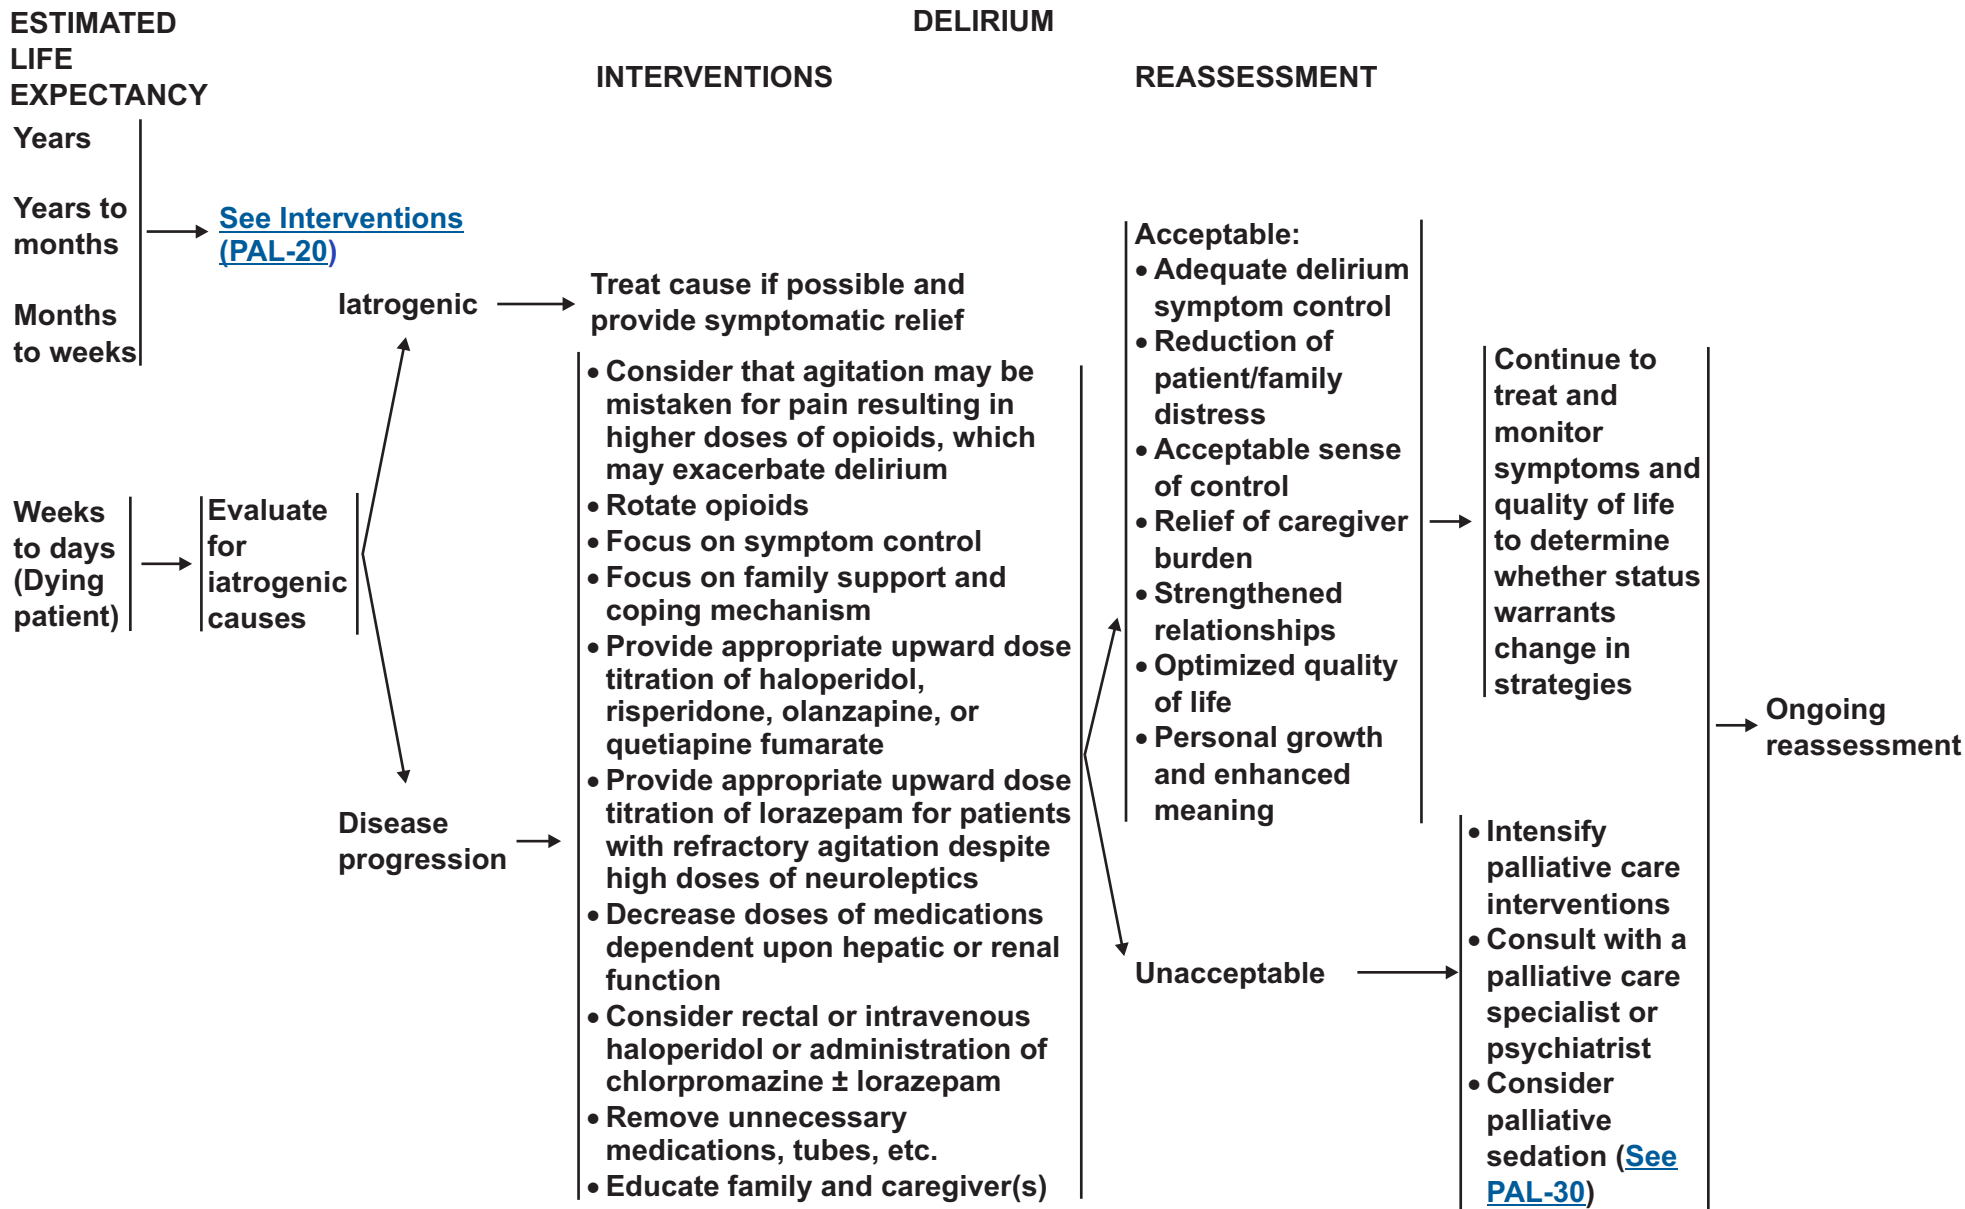 DELIRIUM
ESTIMATED
LIFE
EXPECTANCY
INTERVENTIONS
REASSESSMENT
Years
Years to
months
Months
to weeks
See Interventions
(PAL-20)
Weeks
to days
(Dying
patient)
Evaluate
for
iatrogenic
causes
Iatrogenic
Treat cause if possible and
provide symptomatic relief
Disease
progression
• Consider that agitation may be
mistaken for pain resulting in
higher doses of opioids, which
may exacerbate delirium
• Rotate opioids
• Focus on symptom control
• Focus on family support and
coping mechanism
• Provide appropriate upward dose
titration of haloperidol,
risperidone, olanzapine, or
quetiapine fumarate
• Provide appropriate upward dose
titration of lorazepam for patients
with refractory agitation despite
high doses of neuroleptics
• Decrease doses of medications
dependent upon hepatic or renal
function
• Consider rectal or intravenous
haloperidol or administration of
chlorpromazine ± lorazepam
• Remove unnecessary
medications, tubes, etc.
• Educate family and caregiver(s)
Acceptable:
• Adequate delirium
symptom control
• Reduction of
patient/family
distress
• Acceptable sense
of control
• Relief of caregiver
burden
• Strengthened
relationships
• Optimized quality
of life
• Personal growth
and enhanced
meaning
Unacceptable
Continue to
treat and
monitor
symptoms and
quality of life
to determine
whether status
warrants
change in
strategies
• Intensify
palliative care
interventions
• Consult with a
palliative care
specialist or
psychiatrist
• Consider
palliative
sedation (See
PAL-30)
Ongoing
reassessment